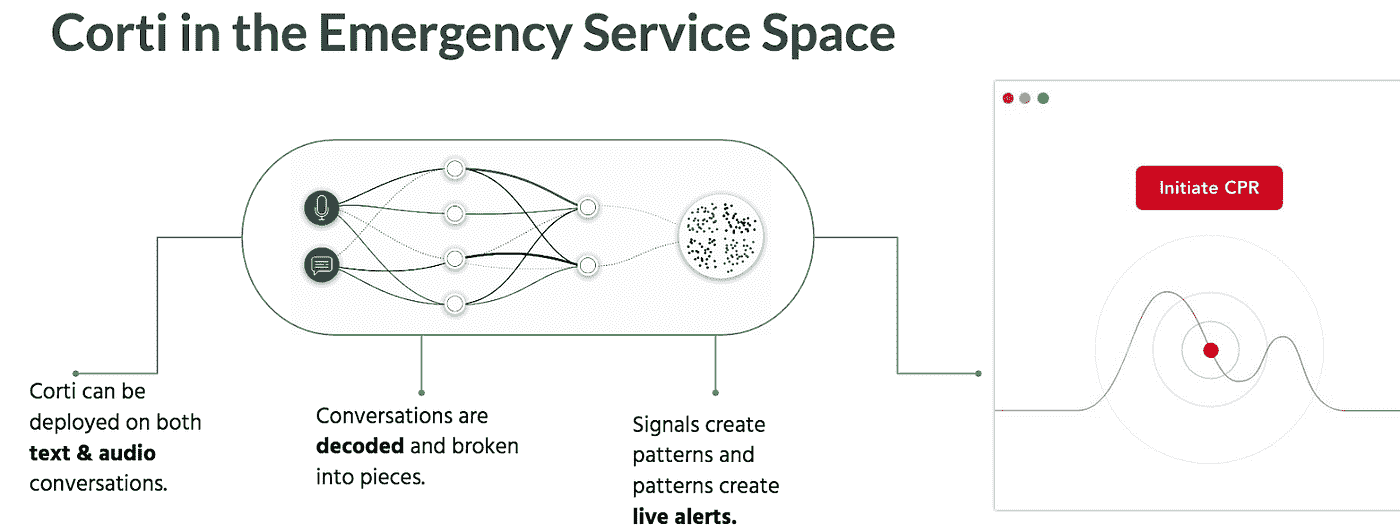 Corti in the Emergency Service Space
Initiate CPR
Corti can be
deployed on both
text & audio
conversations.
Conversations are
decoded and broken
into pieces.
Signals create
patterns and
patterns create
live alerts.